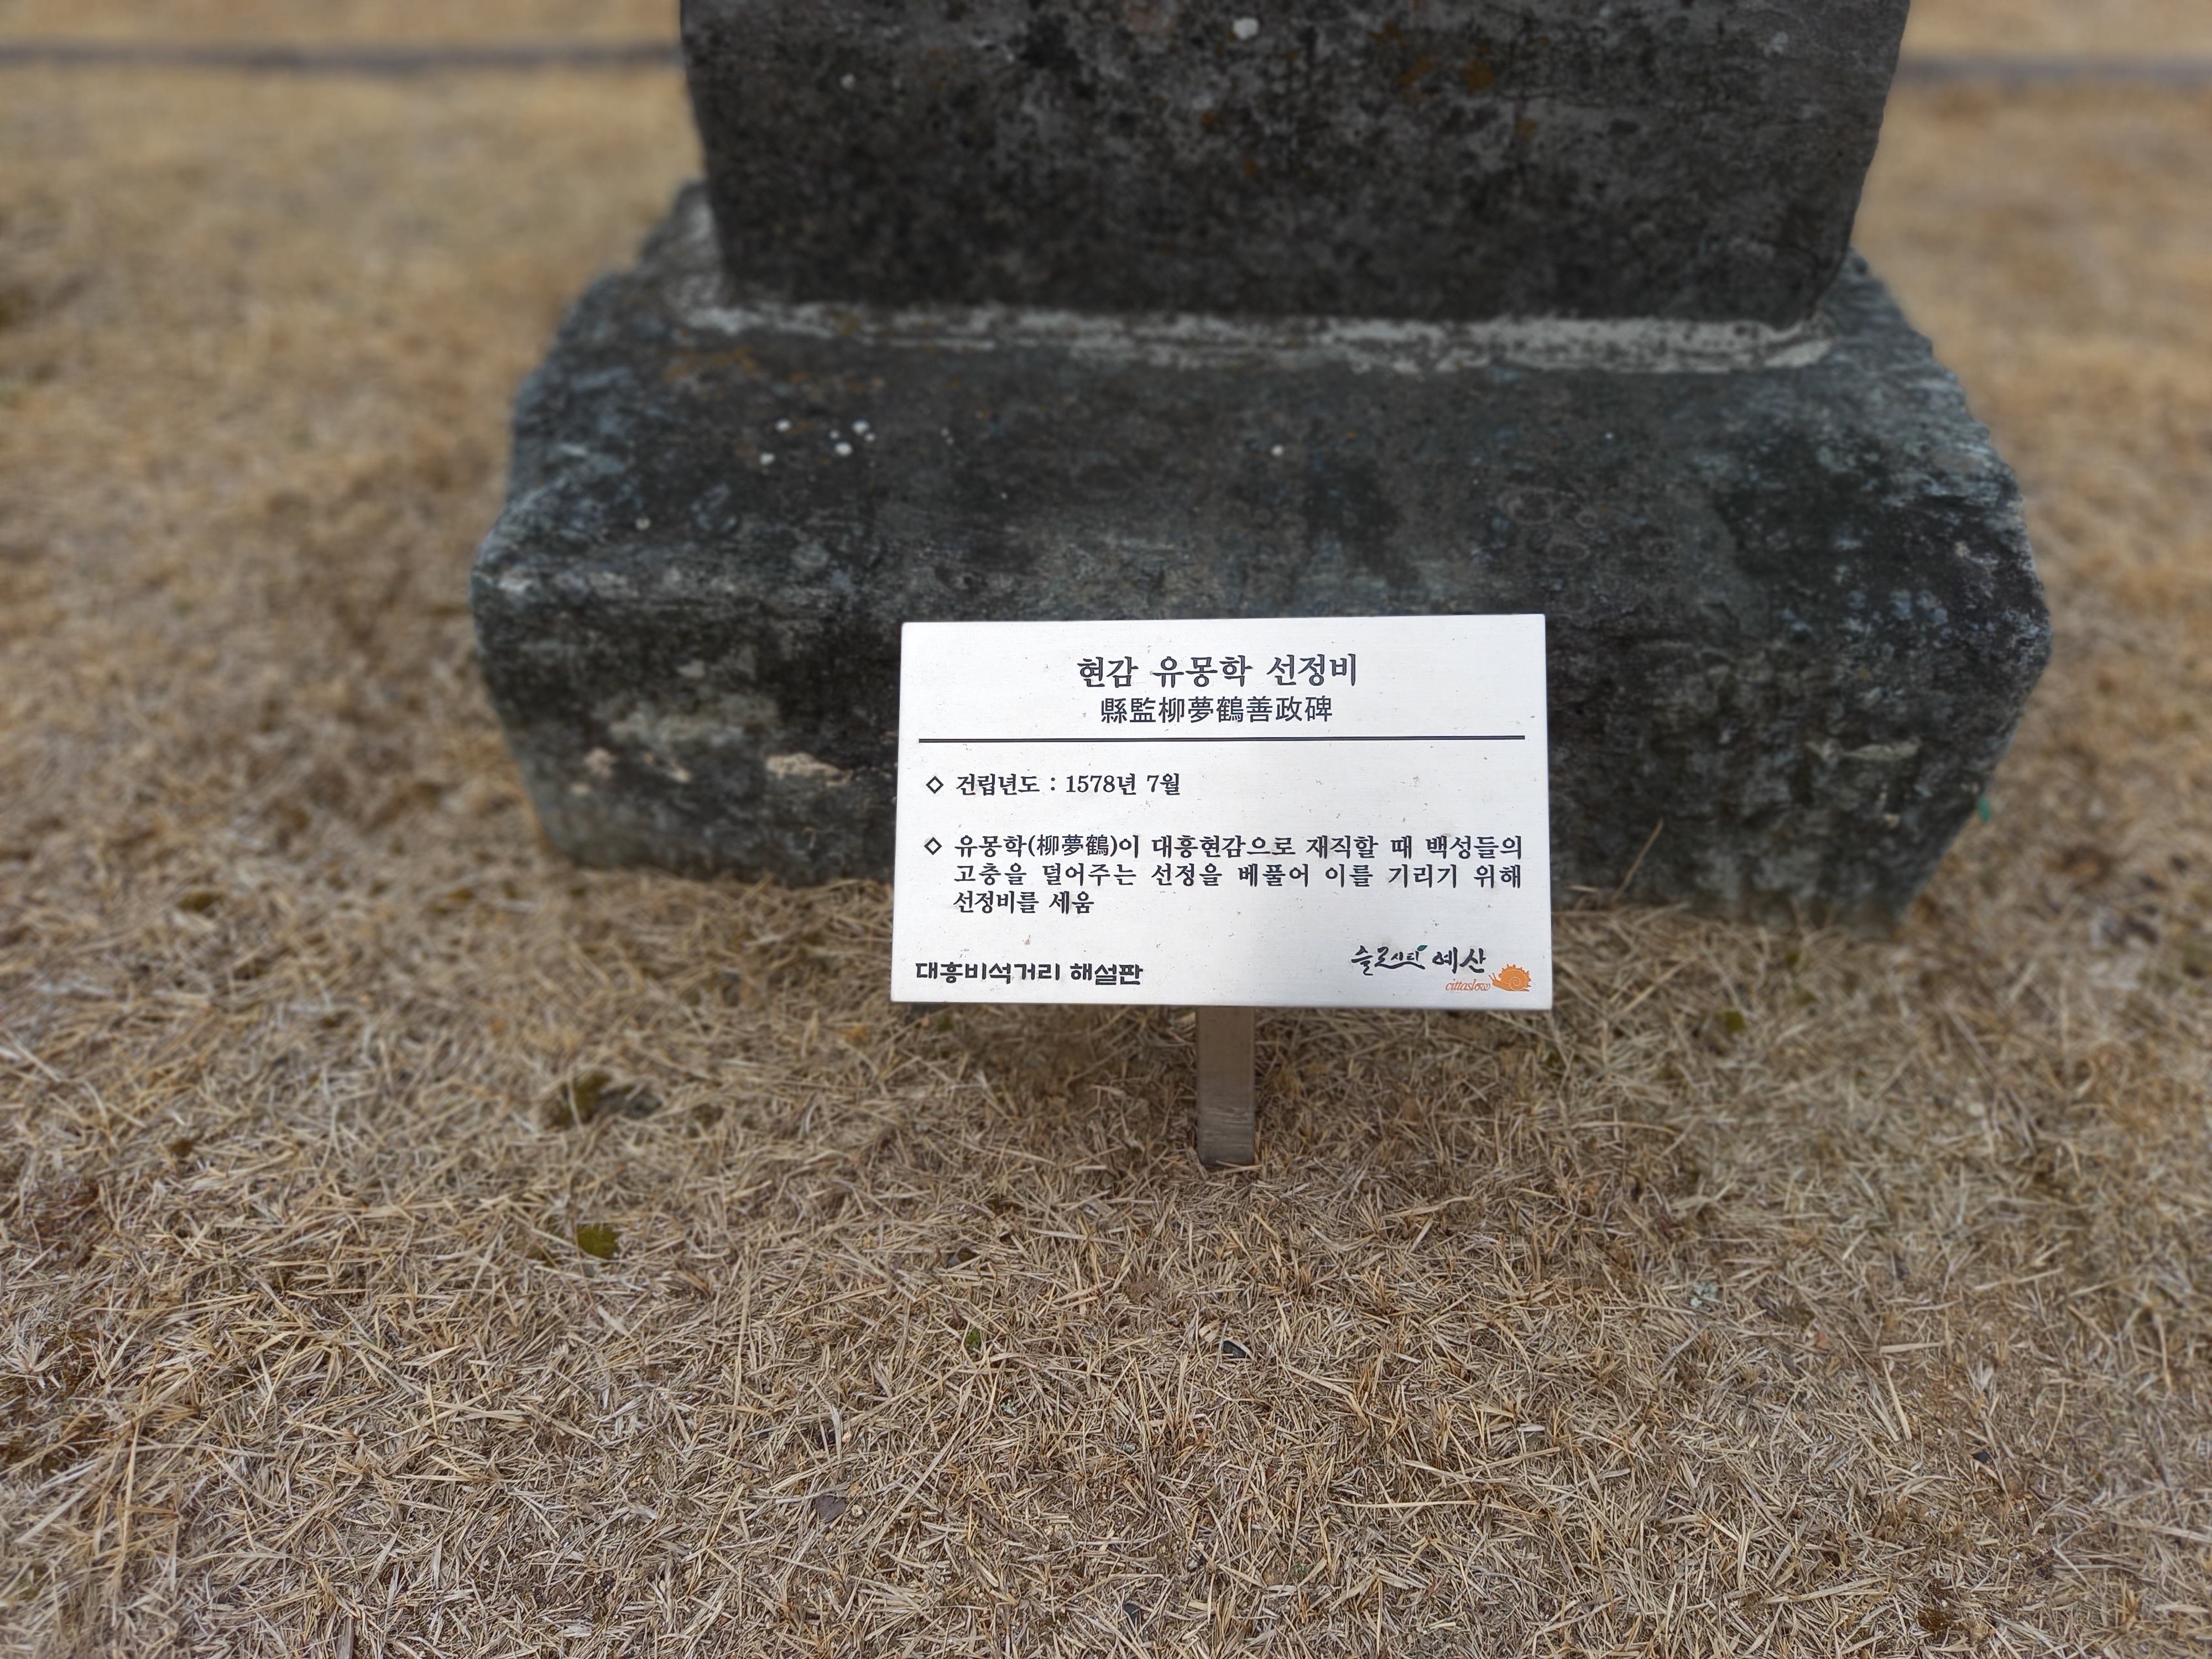 현감 유몽학 선정비
縣監柳夢鶴善政碑
◇ 건립년도 : 1578년 7월
◇ 유몽학(柳夢鶴)이 대흥현감으로 재직할 때 백성들의
고충을 덜어주는 선정을 베풀어 이를 기리기 위해
선정비를 세움
대흥비석거리 해설판
슬로시티 예산
cittaslow